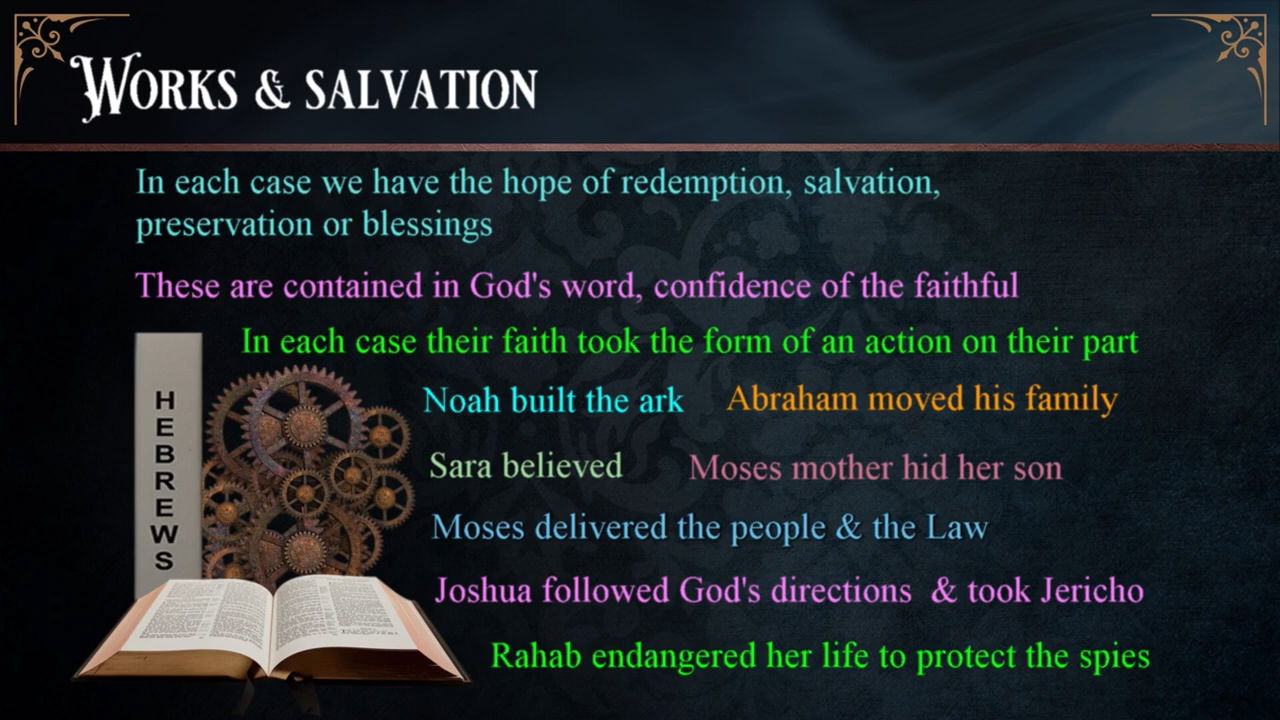 WORKS & SALVATION
In each case we have the hope of redemption, salvation,
preservation or blessings
These are contained in God's word, confidence of the faithful
In each case their faith took the form of an action on their part
HEBREWS
Noah built the ark
Abraham moved his family
Sara believed
Moses mother hid her son
Moses delivered the people & the Law
Joshua followed God's directions & took Jericho
Rahab endangered her life to protect the spies